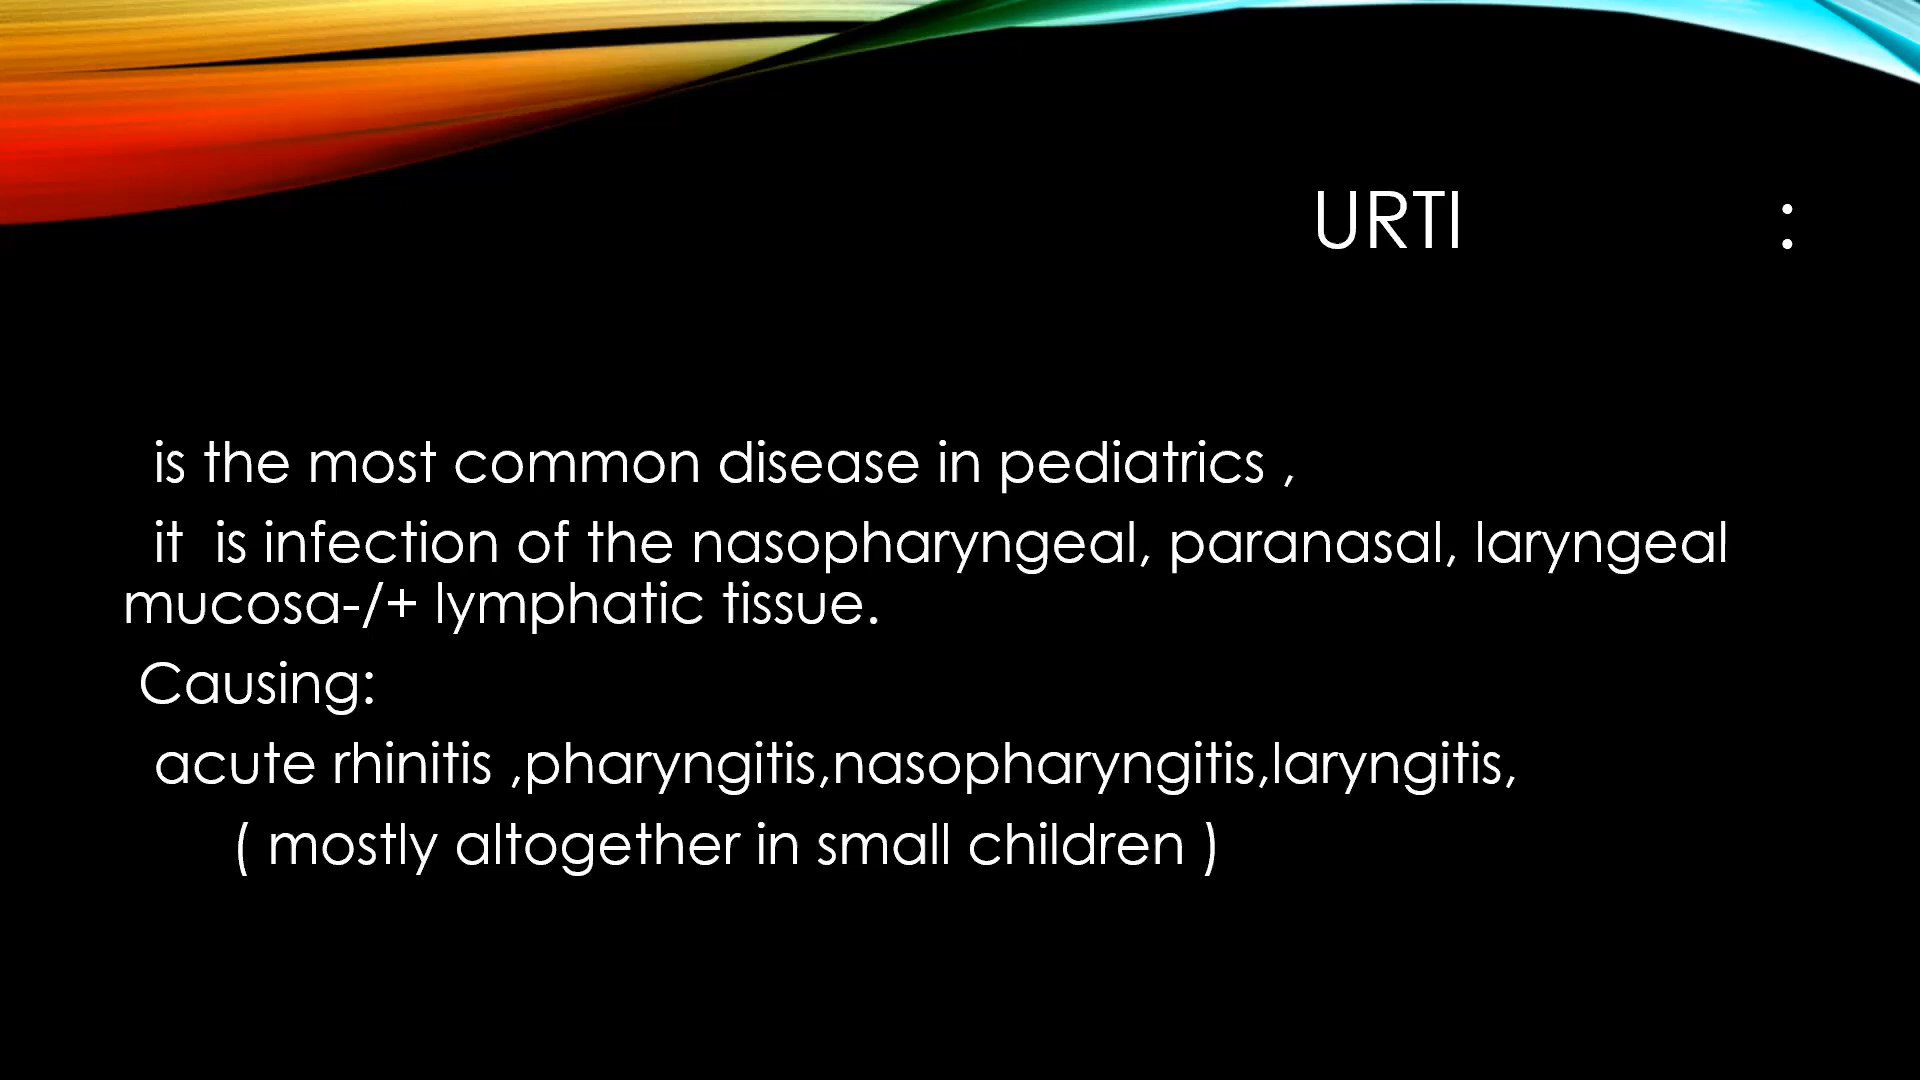 URTI :
is the most common disease in pediatrics ,
it is infection of the nasopharyngeal, paranasal, laryngeal
mucosa-/+ lymphatic tissue.
Causing:
acute rhinitis ,pharyngitis,nasopharyngitis,laryngitis,
( mostly altogether in small children )